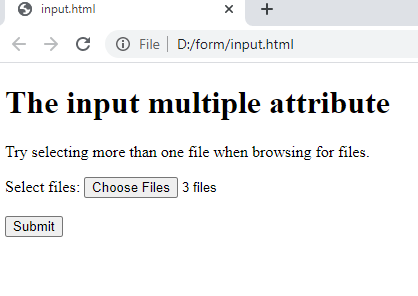 input.html
File D:/form/input.html
The input multiple attribute
Try selecting more than one file when browsing for files.
Select files: Choose Files 3 files
Submit